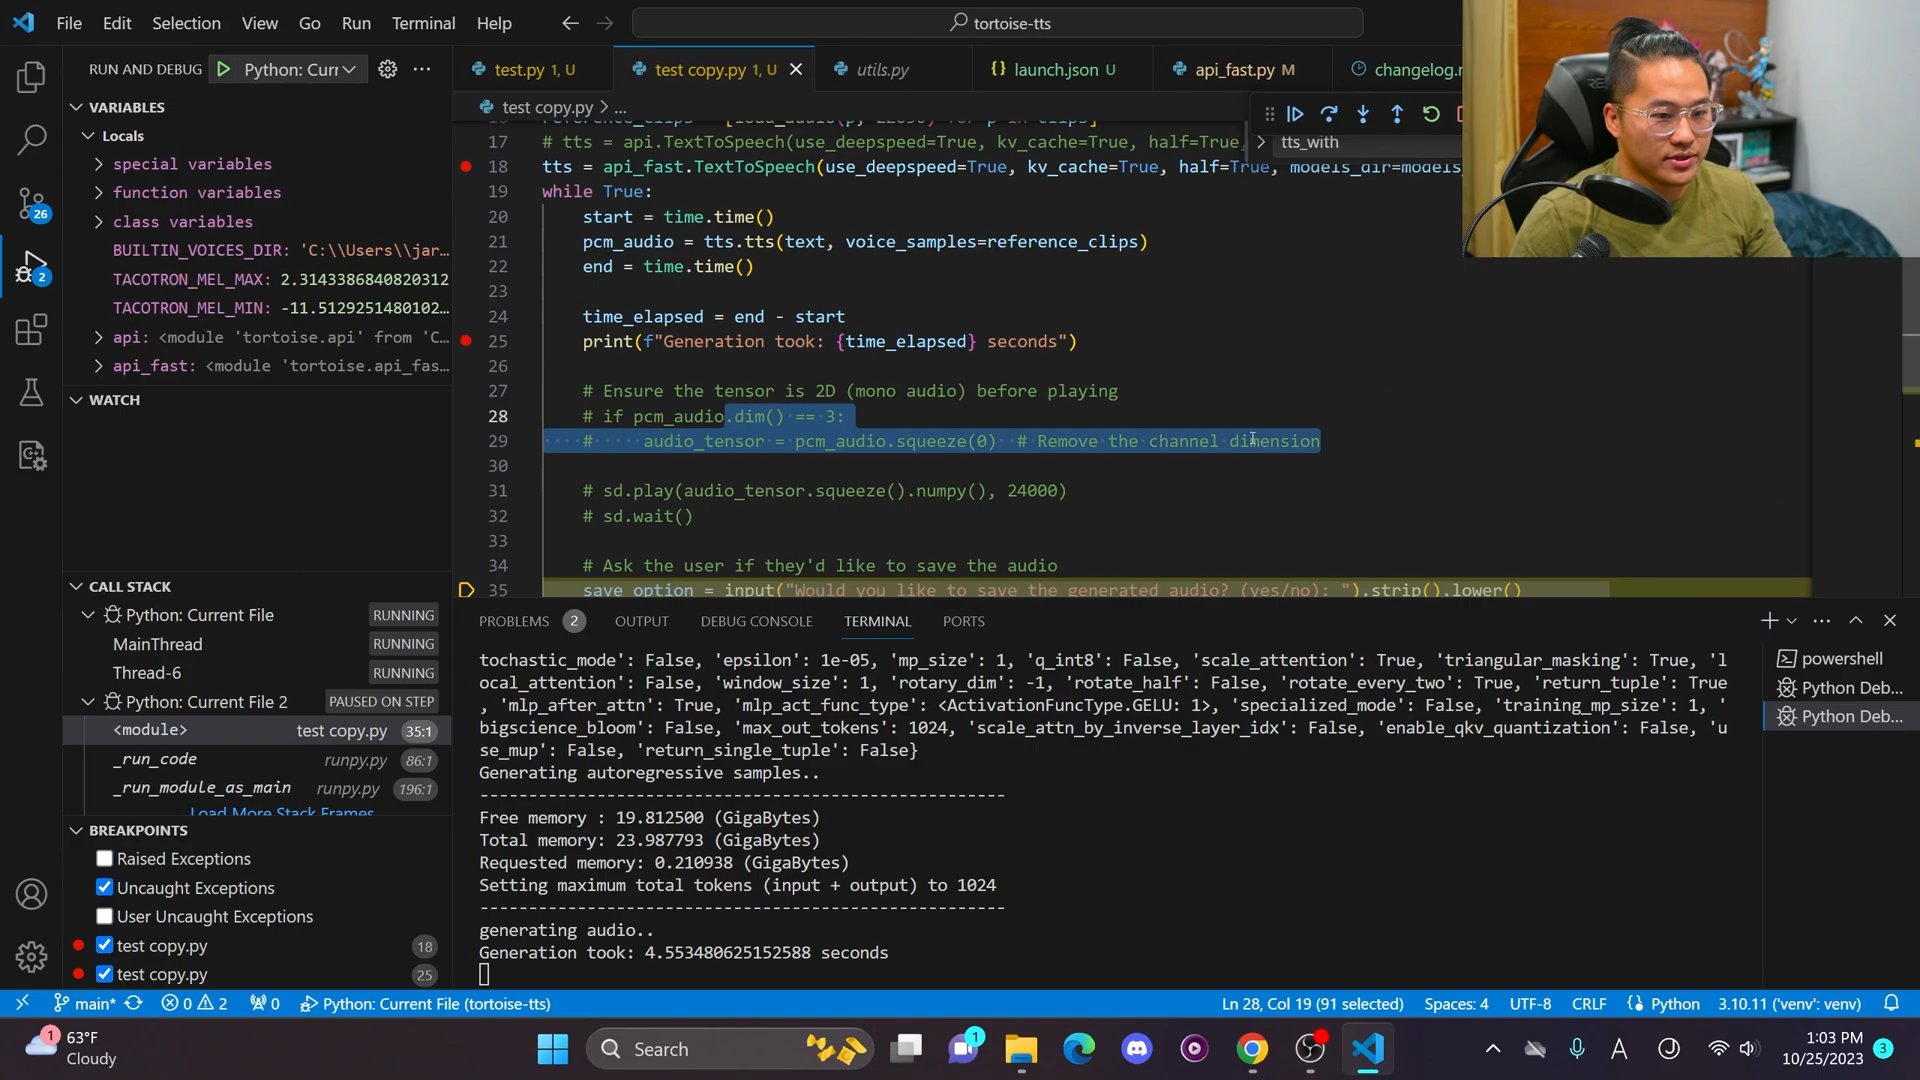 File Edit Selection View Go Run Terminal Help
tortoise-tts
RUN AND DEBUG Python: Curr
test.py 1, U
test copy.py 1, U
utils.py
launch.json U
api_fast.py M
changelog.r
test copy.py > ...
tts_with
VARIABLES
Locals
special variables
function variables
class variables
BUILTIN_VOICES_DIR: 'C:\\Users\\jar...
TACOTRON_MEL_MAX: 2.3143386840820312
TACOTRON_MEL_MIN: -11.5129251480102...
api: <module 'tortoise.api' from 'C...
api_fast: <module 'tortoise.api_fas...
WATCH
CALL STACK
Python: Current File RUNNING
MainThread RUNNING
Thread-6 RUNNING
Python: Current File 2 PAUSED ON STEP
<module> test copy.py 35:1
_run_code runpy.py 86:1
_run_module_as_main runpy.py 196:1
Load More Stack Frames
BREAKPOINTS
Raised Exceptions
Uncaught Exceptions
User Uncaught Exceptions
test copy.py 18
test copy.py 25
17 # tts = api.TextToSpeech(use_deepspeed=True, kv_cache=True, half=True,
18 tts = api_fast.TextToSpeech(use_deepspeed=True, kv_cache=True, half=True, models_dir=models_
19 while True:
20 start = time.time()
21 pcm_audio = tts.tts(text, voice_samples=reference_clips)
22 end = time.time()
23
24 time_elapsed = end - start
25 print(f"Generation took: {time_elapsed} seconds")
26
27 # Ensure the tensor is 2D (mono audio) before playing
28 # if pcm_audio.dim() == 3:
29 # audio_tensor = pcm_audio.squeeze(0) # Remove the channel dimension
30
31 # sd.play(audio_tensor.squeeze().numpy(), 24000)
32 # sd.wait()
33
34 # Ask the user if they'd like to save the audio
35 save_option = input("Would you like to save the generated audio? (yes/no): ").strip().lower()
PROBLEMS 2 OUTPUT DEBUG CONSOLE TERMINAL PORTS
tochastic_mode': False, 'epsilon': 1e-05, 'mp_size': 1, 'q_int8': False, 'scale_attention': True, 'triangular_masking': True, 'l
ocal_attention': False, 'window_size': 1, 'rotary_dim': -1, 'rotate_half': False, 'rotate_every_two': True, 'return_tuple': True
, 'mlp_after_attn': True, 'mlp_act_func_type': <ActivationFuncType.GELU: 1>, 'specialized_mode': False, 'training_mp_size': 1, '
bigscience_bloom': False, 'max_out_tokens': 1024, 'scale_attn_by_inverse_layer_idx': False, 'enable_qkv_quantization': False, 'u
se_mup': False, 'return_single_tuple': False}
Generating autoregressive samples..
----------------------------------------------------
Free memory : 19.812500 (GigaBytes)
Total memory: 23.987793 (GigaBytes)
Requested memory: 0.210938 (GigaBytes)
Setting maximum total tokens (input + output) to 1024
----------------------------------------------------
generating audio..
Generation took: 4.553480625152588 seconds
powershell
Python Deb...
Python Deb...
26
2
main* 0 2 0 Python: Current File (tortoise-tts)
Ln 28, Col 19 (91 selected) Spaces: 4 UTF-8 CRLF Python 3.10.11 ('venv': venv)
1
63°F
Cloudy
Search
1
A
1:03 PM
10/25/2023
3